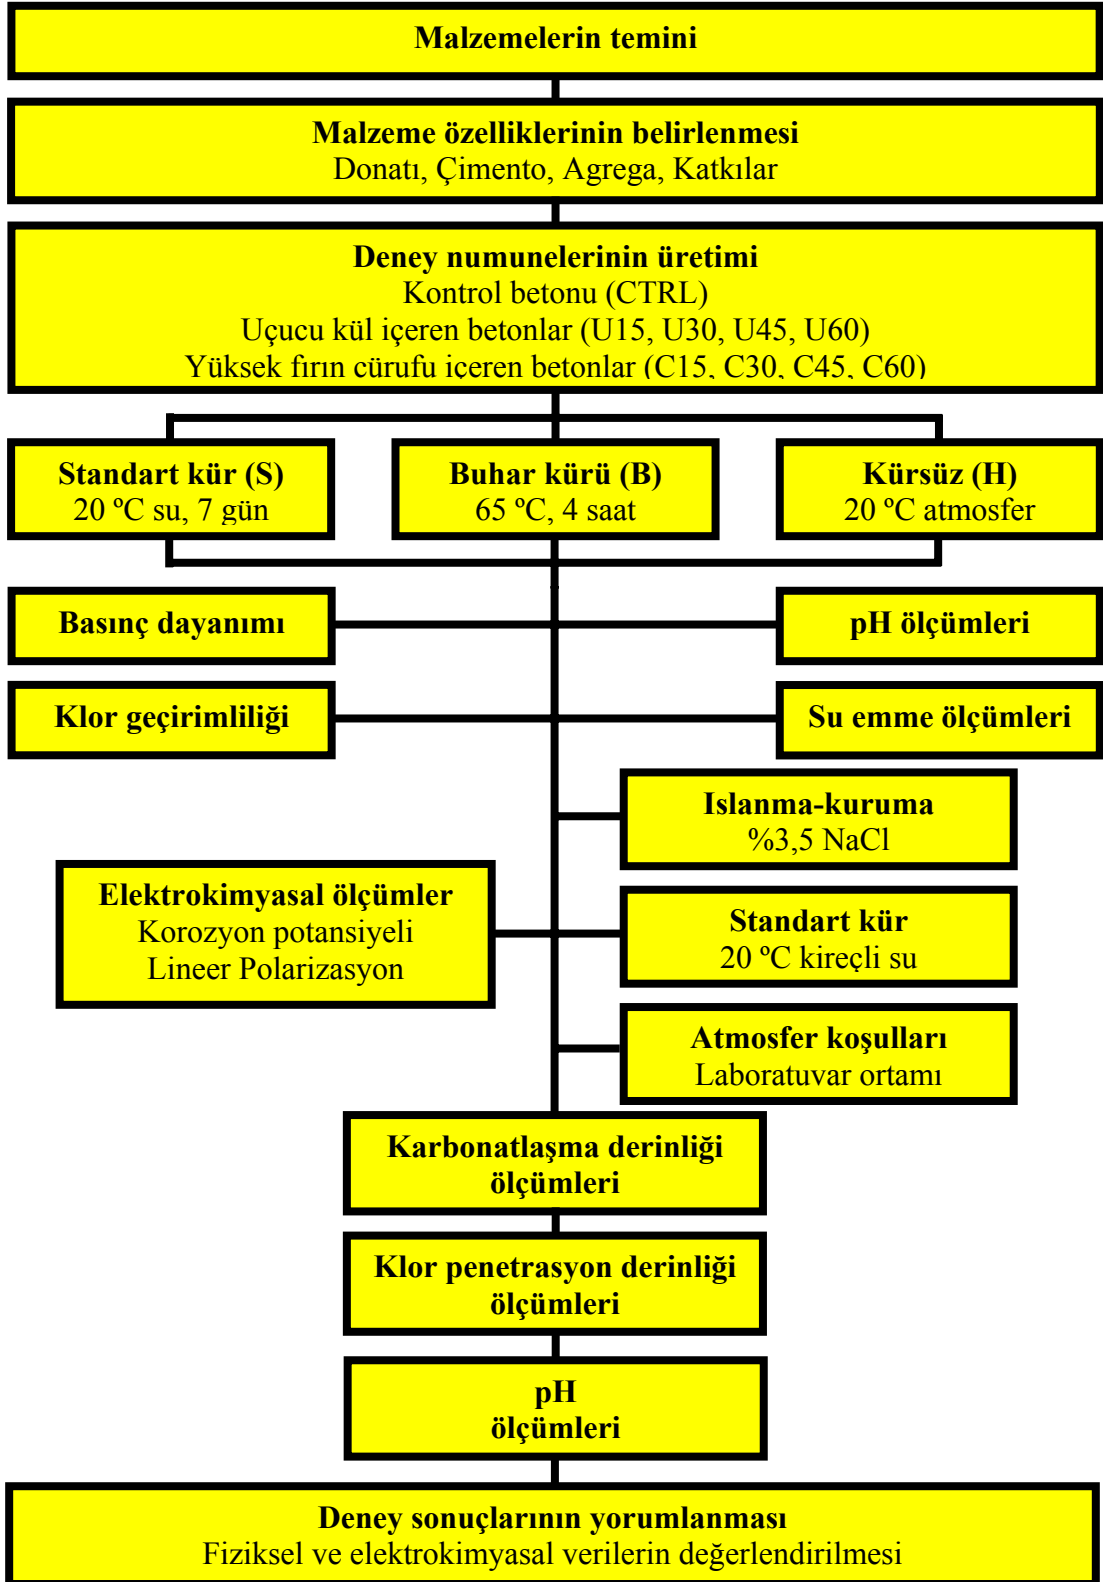 Malzemelerin temini
Malzeme özelliklerinin belirlenmesi
Donatı, Çimento, Agrega, Katkılar
Deney numunelerinin üretimi
Kontrol betonu (CTRL)
Uçucu kül içeren betonlar (U15, U30, U45, U60)
Yüksek fırın cürufu içeren betonlar (C15, C30, C45, C60)
Standart kür (S)
20 ºC su, 7 gün
Buhar kürü (B)
65 ºC, 4 saat
Kürsüz (H)
20 ºC atmosfer
Basınç dayanımı
pH ölçümleri
Klor geçirimliliği
Su emme ölçümleri
Islanma-kuruma
%3,5 NaCl
Elektrokimyasal ölçümler
Korozyon potansiyeli
Lineer Polarizasyon
Standart kür
20 ºC kireçli su
Atmosfer koşulları
Laboratuvar ortamı
Karbonatlaşma derinliği
ölçümleri
Klor penetrasyon derinliği
ölçümleri
pH
ölçümleri
Deney sonuçlarının yorumlanması
Fiziksel ve elektrokimyasal verilerin değerlendirilmesi